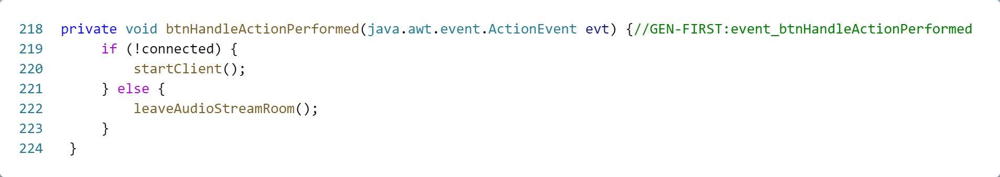 218 private void btnHandleActionPerformed(java.awt.event.ActionEvent evt) {//GEN-FIRST:event_btnHandleActionPerformed
219 if (!connected) {
220 startClient();
221 } else {
222 leaveAudioStreamRoom();
223 }
224 }